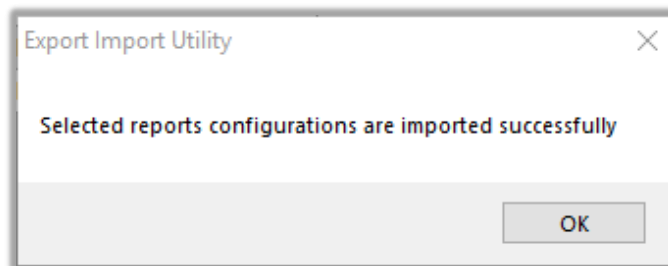 Export Import Utility
Selected reports configurations are imported successfully
OK